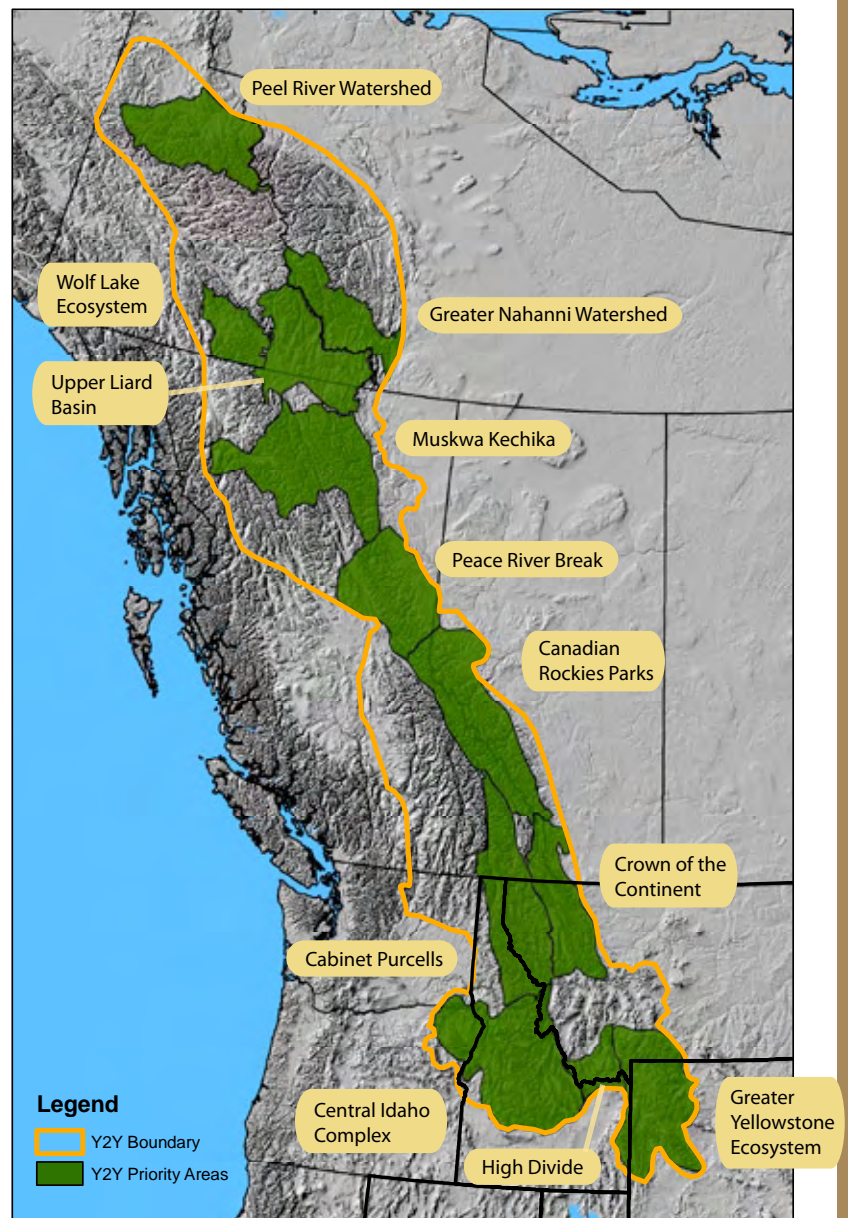 Peel River Watershed
Wolf Lake
Ecosystem
Greater Nahanni Watershed
Upper Liard
Basin
Muskwa Kechika
Peace River Break
Canadian
Rockies Parks
Crown of the
Continent
Cabinet Purcells
Legend
Y2Y Boundary
Y2Y Priority Areas
Central Idaho
Complex
High Divide
Greater
Yellowstone
Ecosystem